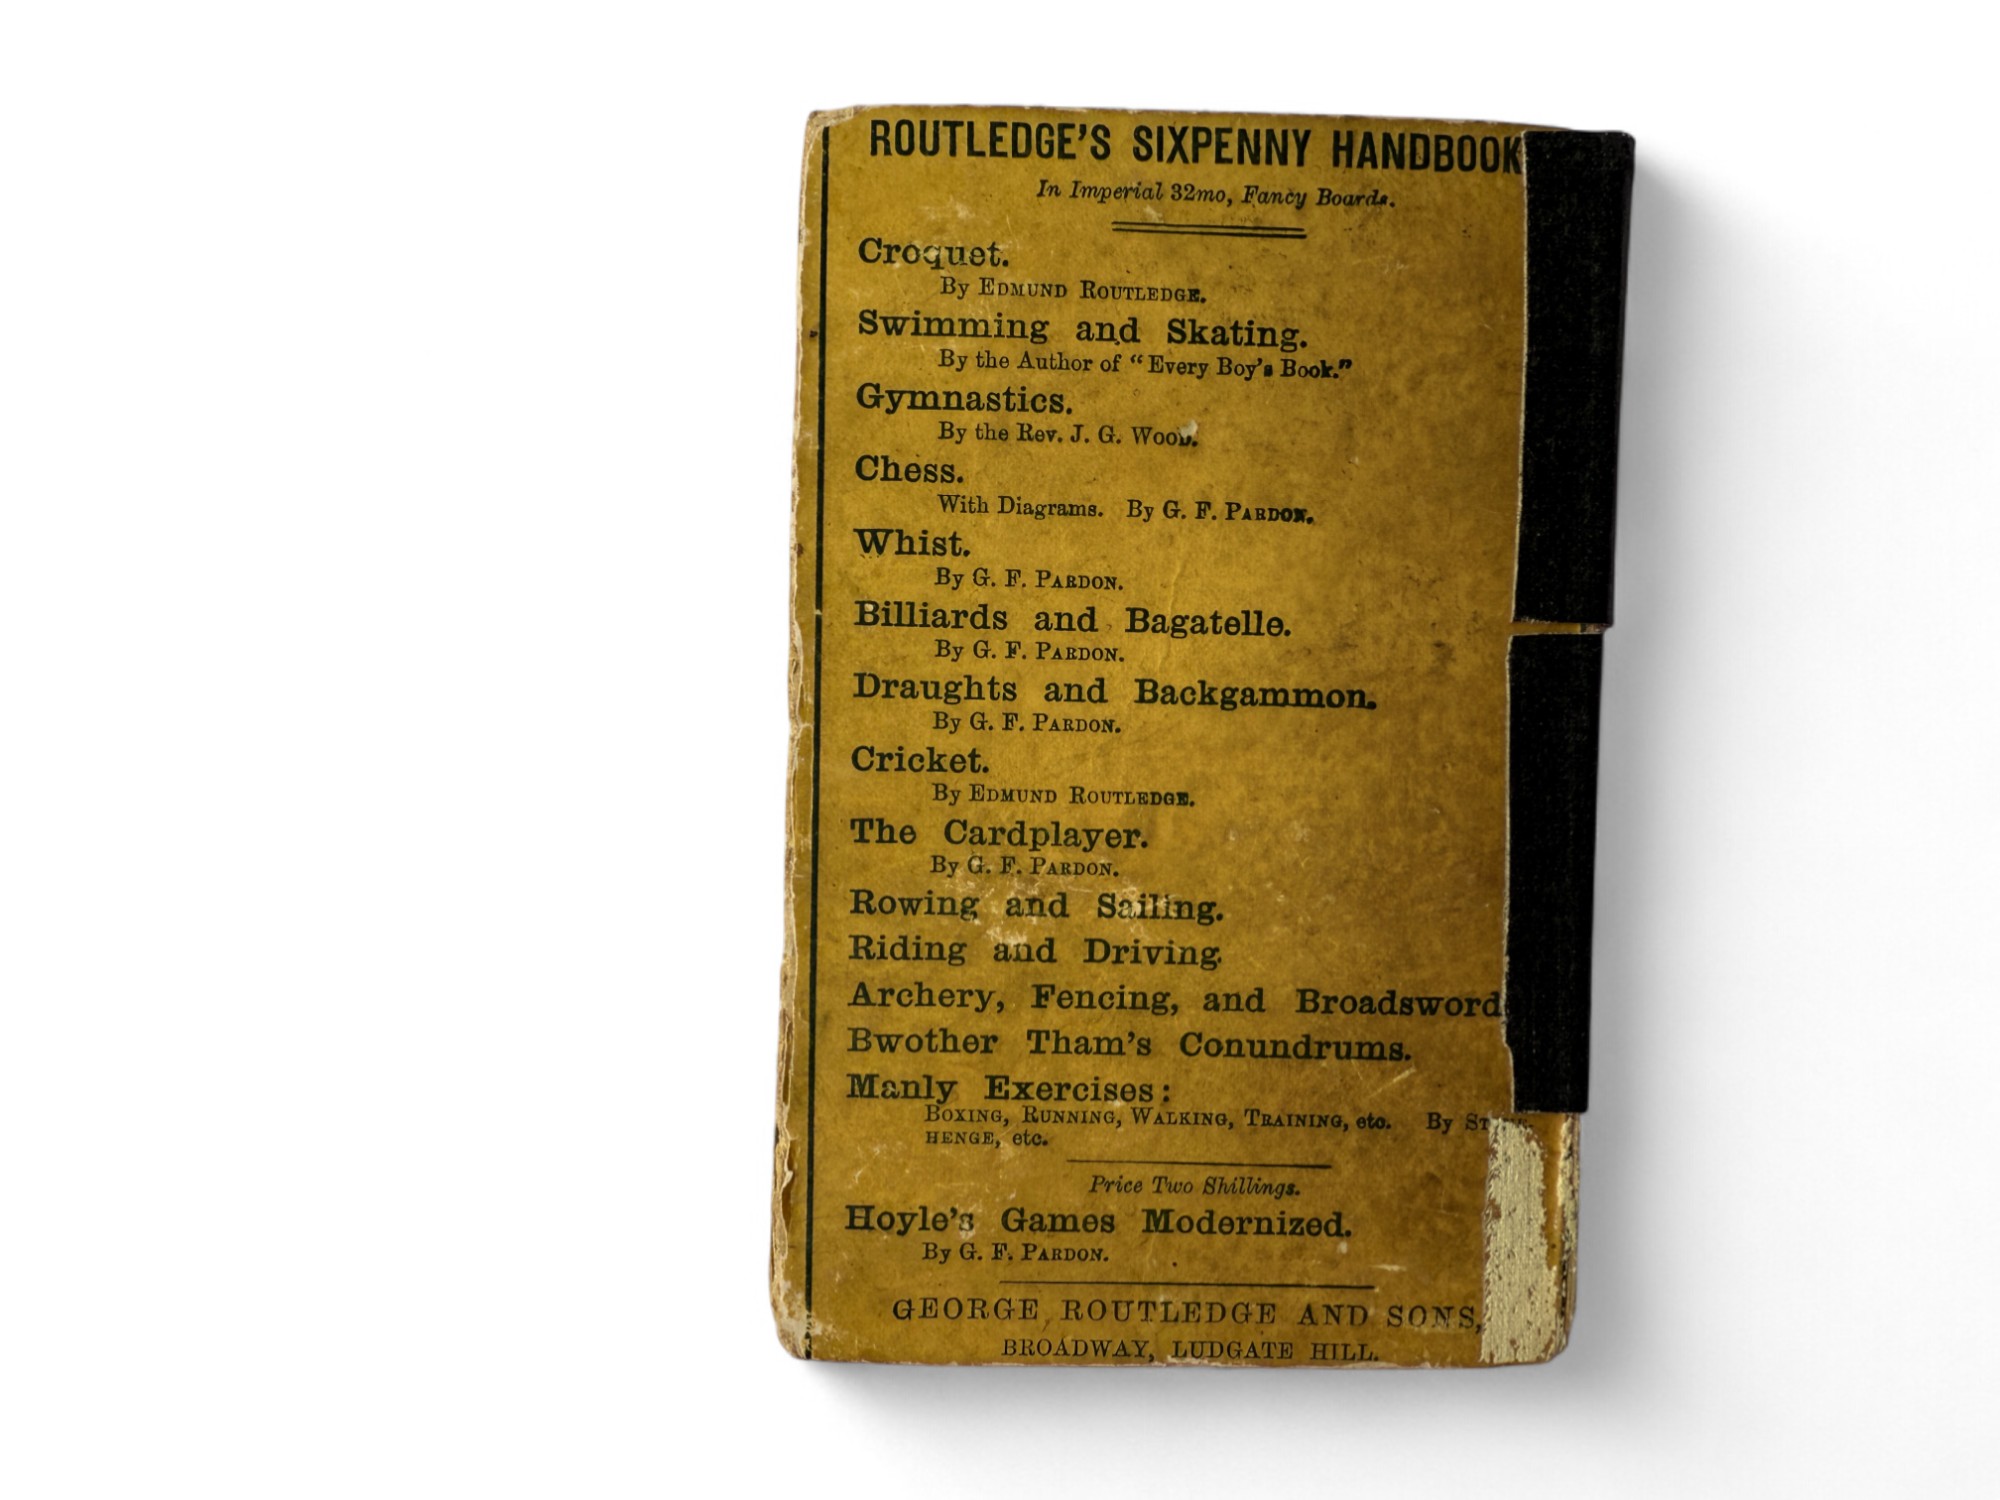 ROUTLEDGE'S SIXPENNY HANDBOOK
In Imperial 32mo, Fancy Boards.
Croquet.
By EDMUND ROUTLEDGE.
Swimming and Skating.
By the Author of “Every Boy's Book.”
Gymnastics.
By the Rev. J. G. WOOD.
Chess.
With Diagrams. By G. F. PARDON.
Whist.
By G. F. PARDON.
Billiards and Bagatelle.
By G. F. PARDON.
Draughts and Backgammon.
By G. F. PARDON.
Cricket.
By EDMUND ROUTLEDGE.
The Cardplayer.
By G. F. PARDON.
Rowing and Sailing.
Riding and Driving.
Archery, Fencing, and Broadsword
Bwother Tham's Conundrums.
Manly Exercises:
BOXING, RUNNING, WALKING, TRAINING, etc. By
HENGE, etc.
Price Two Shillings.
Hoyle's Games Modernized.
By G. F. PARDON.
GEORGE ROUTLEDGE AND SONS,
BROADWAY, LUDGATE HILL.